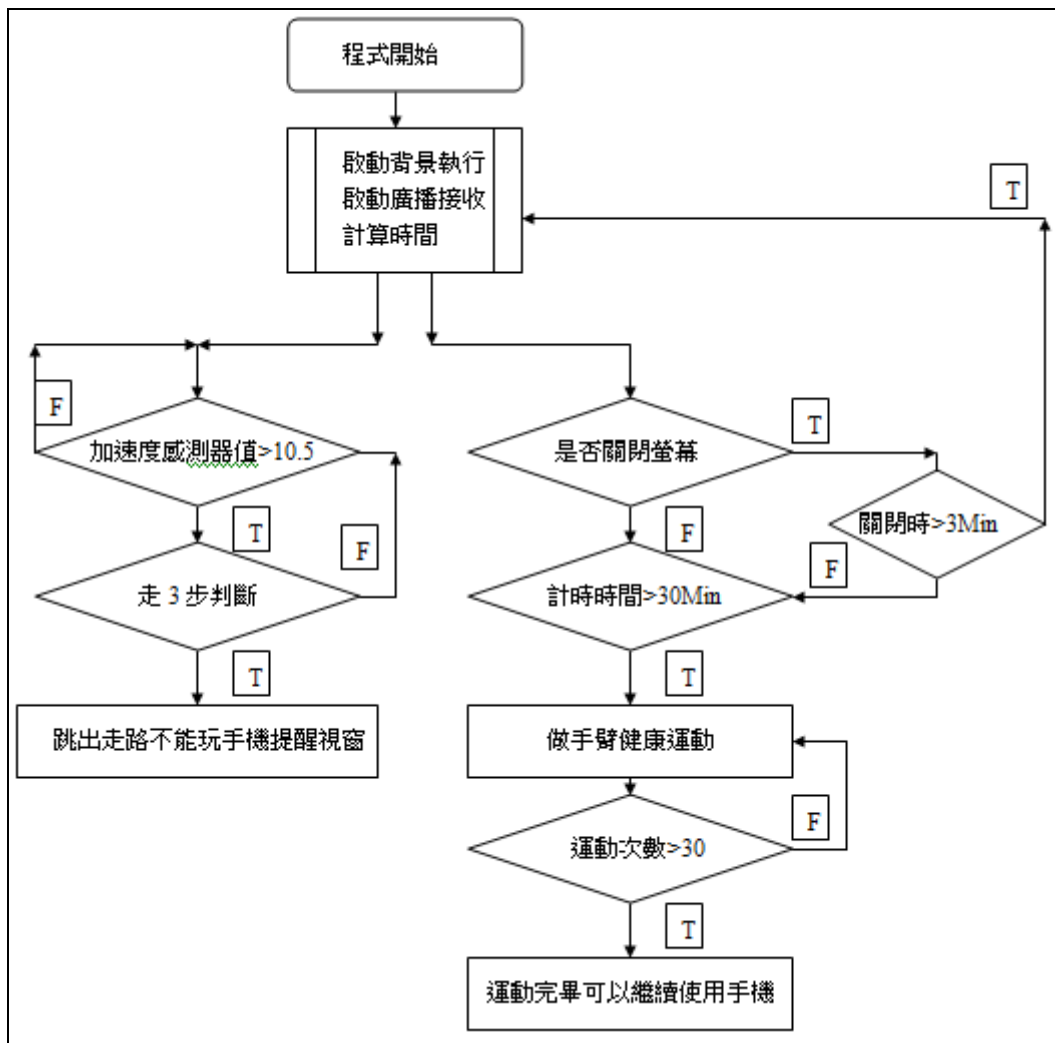 程式開始
啟動背景執行
啟動廣播接收
計算時間
T
F
加速度感測器值>10.5
T
是否關閉螢幕
T
關閉時>3Min
F
F
走 3 步判斷
F
計時時間>30Min
T
跳出走路不能玩手機提醒視窗
T
做手臂健康運動
運動次數>30
F
T
運動完畢可以繼續使用手機